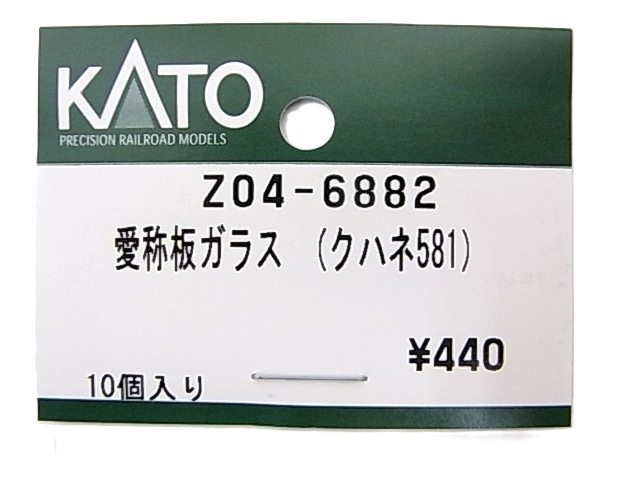 KATO
PRECISION RAILROAD MODELS
Z04-6882
愛称板ガラス （クハネ581）
¥440
10個入り